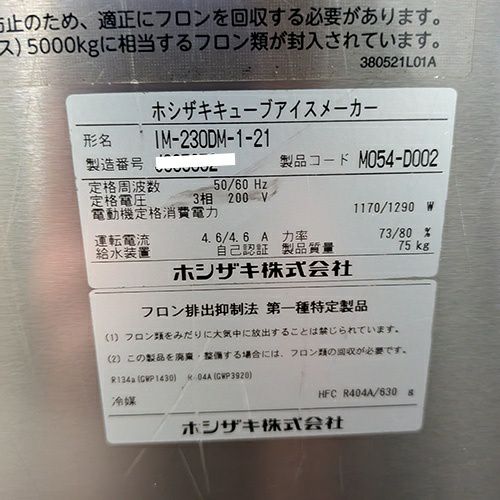 防止のため、適正にフロンを回収する必要があります。
ス) 5000kgに相当するフロン類が封入されています。
380521L01A
ホシザキキューブアイスメーカー
形名 IM-230DM-1-21
製造番号
製品コード M054-D002
定格周波数 50/60 Hz
定格電圧 3相 200 V
電動機定格消費電力 1170/1290 W
運転電流 4.6/4.6 A 力率 73/80 %
給水装置 自己認証 製品質量 75 kg
ホシザキ株式会社
フロン排出抑制法 第一種特定製品
(1) フロン類をみだりに大気中に放出することは禁じられています。
(2) この製品を廃棄・整備する場合には、フロン類の回収が必要です。
R134a(GWP1430) R404A(GWP3920)
冷媒 HFC R404A/630 g
ホシザキ株式会社